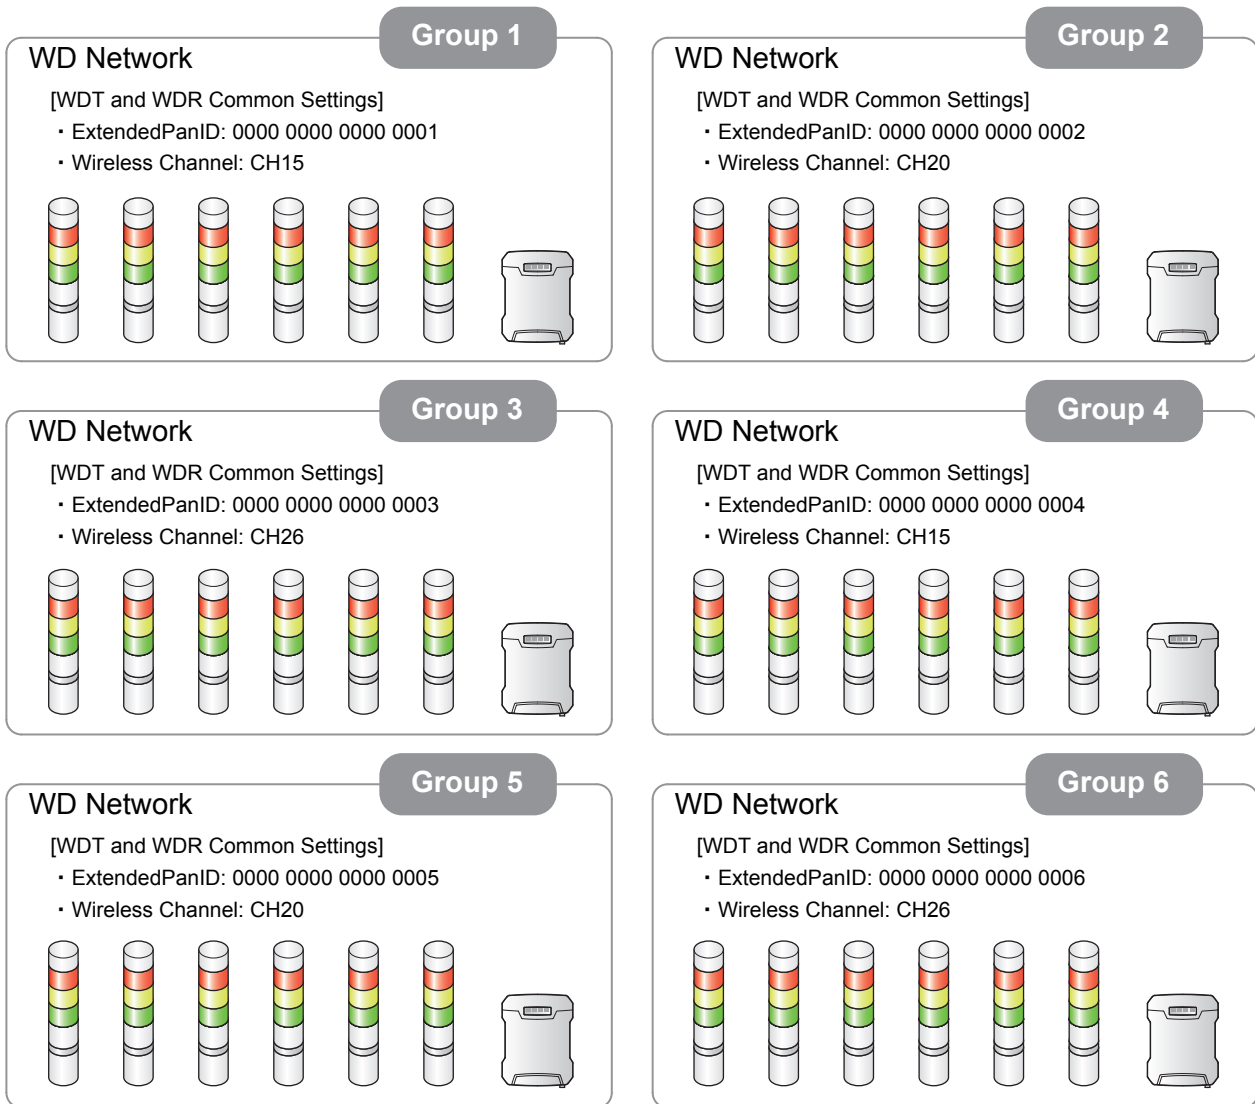 Group 1
WD Network
[WDT and WDR Common Settings]
・ExtendedPanID: 0000 0000 0000 0001
・Wireless Channel: CH15
Group 2
WD Network
[WDT and WDR Common Settings]
・ExtendedPanID: 0000 0000 0000 0002
・Wireless Channel: CH20
Group 3
WD Network
[WDT and WDR Common Settings]
・ExtendedPanID: 0000 0000 0000 0003
・Wireless Channel: CH26
Group 4
WD Network
[WDT and WDR Common Settings]
・ExtendedPanID: 0000 0000 0000 0004
・Wireless Channel: CH15
Group 5
WD Network
[WDT and WDR Common Settings]
・ExtendedPanID: 0000 0000 0000 0005
・Wireless Channel: CH20
Group 6
WD Network
[WDT and WDR Common Settings]
・ExtendedPanID: 0000 0000 0000 0006
・Wireless Channel: CH26